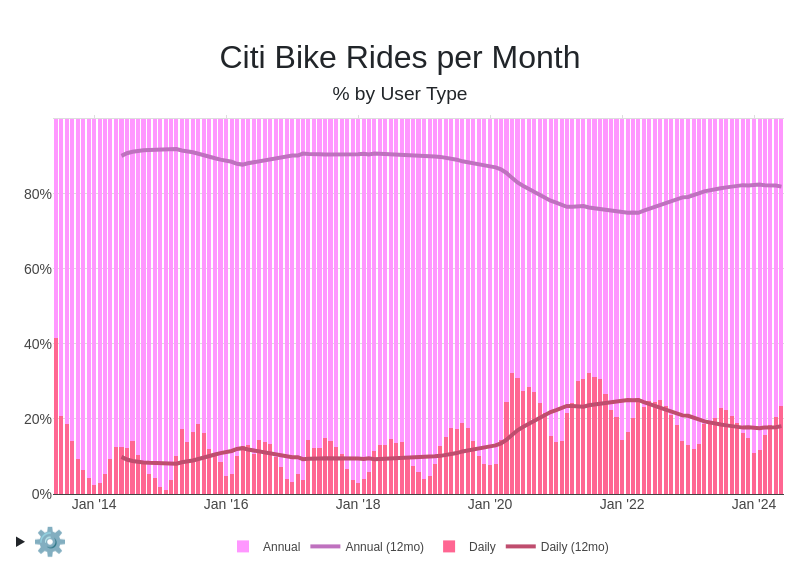 Citi Bike Rides per Month
% by User Type
80%
60%
40%
20%
0%
Jan '14 Jan '16 Jan '18 Jan '20 Jan '22 Jan '24
Annual Annual (12mo) Daily Daily (12mo)